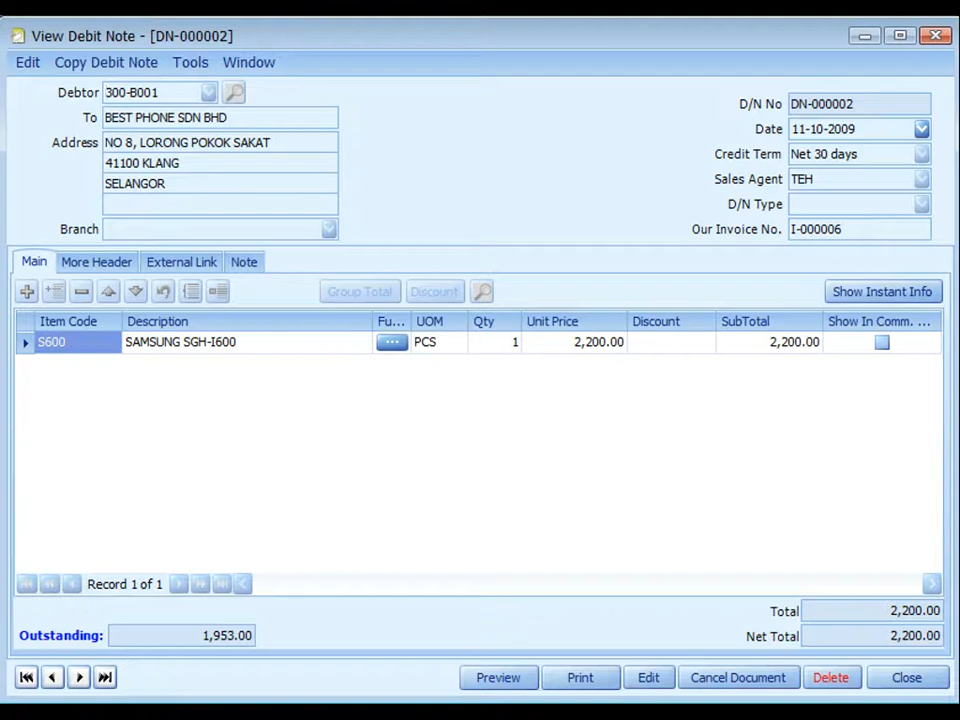 View Debit Note - [DN-000002]
Edit Copy Debit Note Tools Window
Debtor 300-B001
To BEST PHONE SDN BHD
Address NO 8, LORONG POKOK SAKAT
41100 KLANG
SELANGOR
Branch
D/N No DN-000002
Date 11-10-2009
Credit Term Net 30 days
Sales Agent TEH
D/N Type
Our Invoice No. I-000006
Main More Header External Link Note
Group Total Discount Show Instant Info
Item Code Description Fu... UOM Qty Unit Price Discount SubTotal Show In Comm. ...
S600 SAMSUNG SGH-I600 ... PCS 1 2,200.00 2,200.00
Record 1 of 1
Total 2,200.00
Outstanding: 1,953.00 Net Total 2,200.00
Preview Print Edit Cancel Document Delete Close